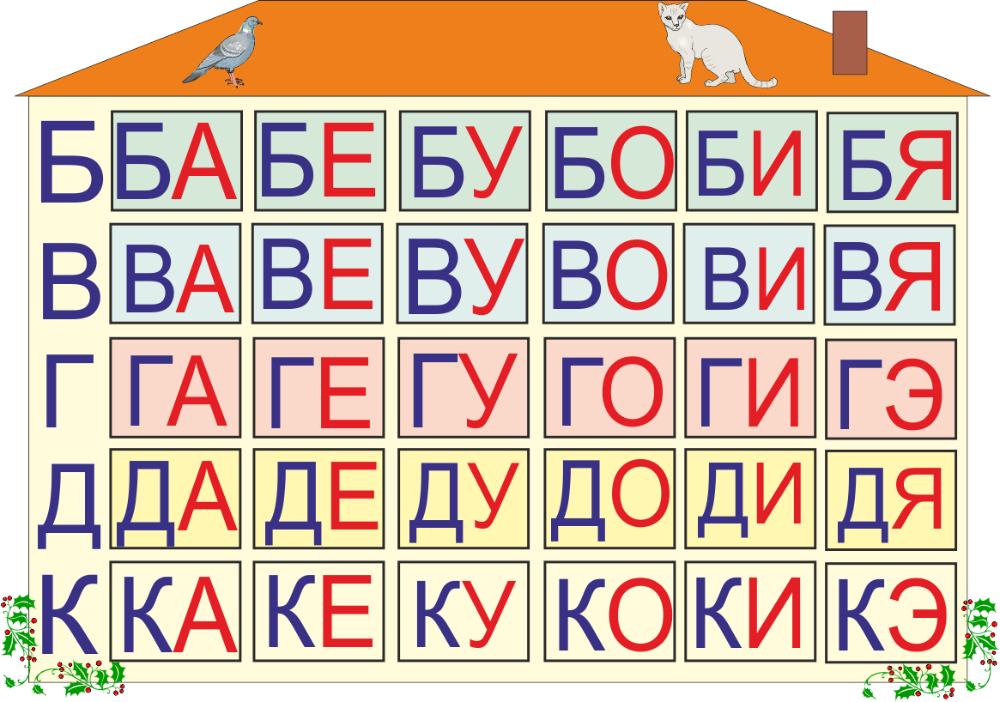 Б БА БЕ БУ БО БИ БЯ
В ВА ВЕ ВУ ВО ВИ ВЯ
Г ГА ГЕ ГУ ГО ГИ ГЭ
Д ДА ДЕ ДУ ДО ДИ ДЯ
К КА КЕ КУ КО КИ КЭ